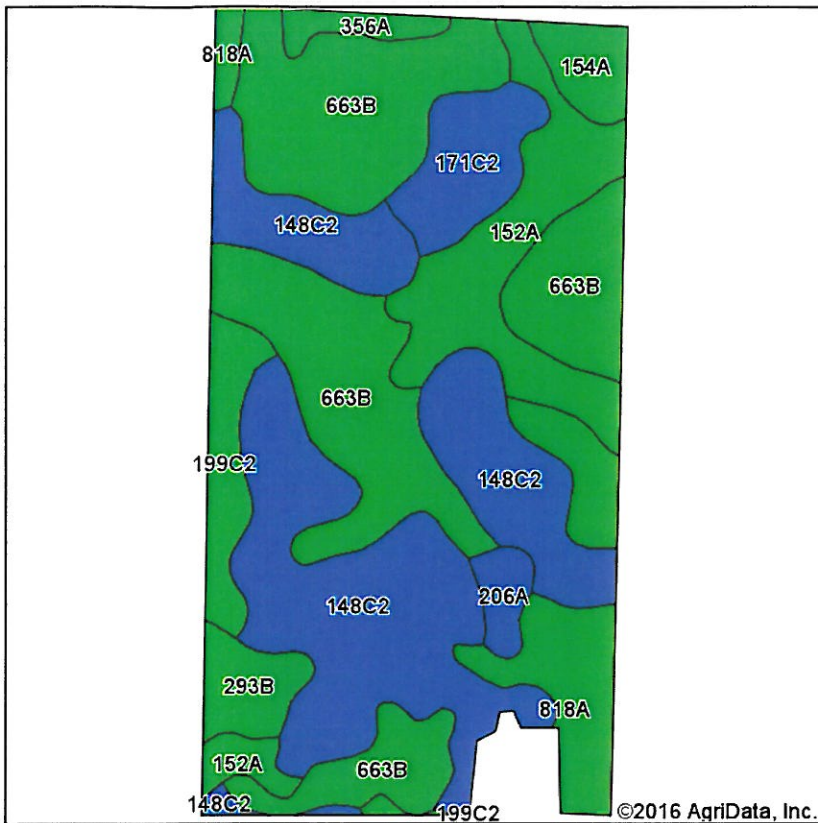 356A
818A
154A
663B
171C2
148C2
152A
663B
663B
199C2
148C2
206A
148C2
293B
818A
152A
663B
148C2
199C2
©2016 AgriData, Inc.